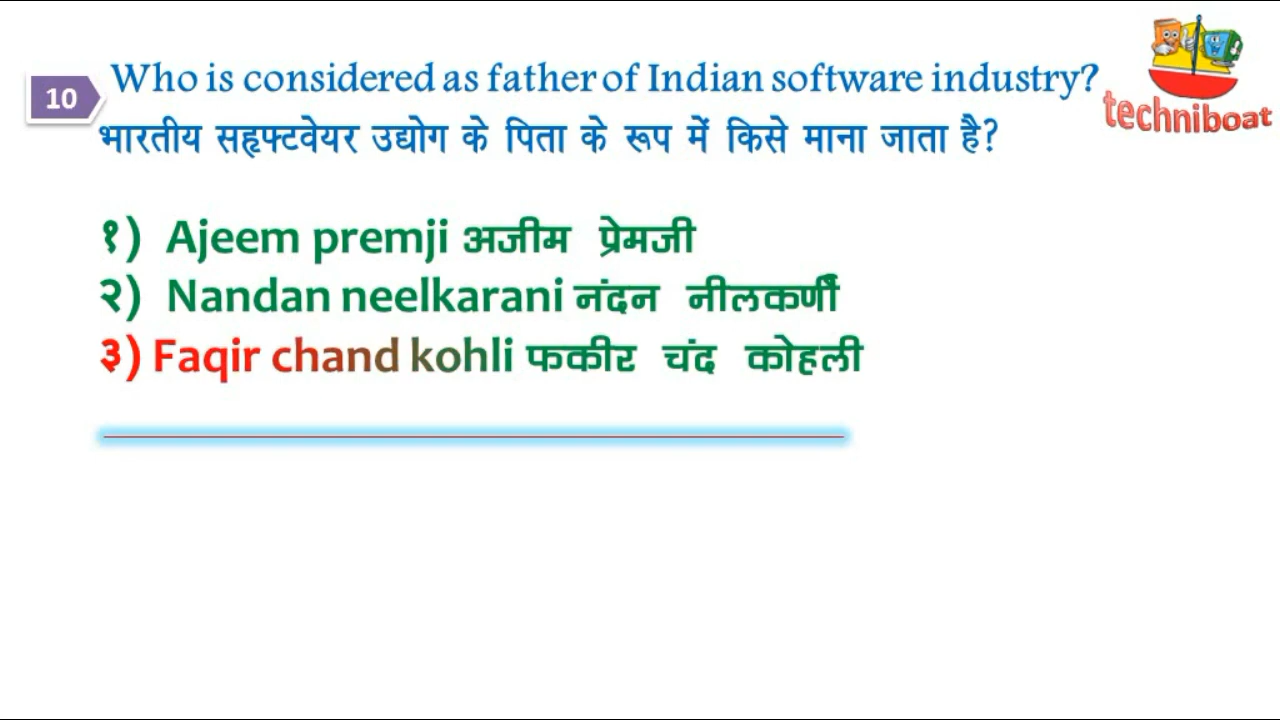 10
Who is considered as father of Indian software industry?
techniboat
भारतीय सहृफ्टवेयर उद्योग के पिता के रूप में किसे माना जाता है?
१) Ajeem premji अजीम प्रेमजी
२) Nandan neelkarani नंदन नीलकर्णी
३) Faqir chand kohli फकीर चंद कोहली